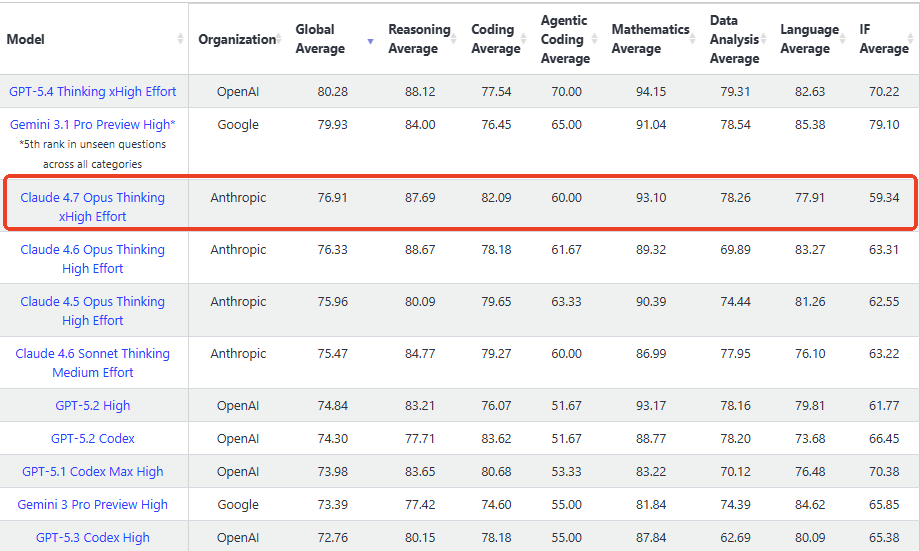 Model Organization Global Average Reasoning Average Coding Average Agentic Coding Average Mathematics Average Data Analysis Average Language Average IF Average
GPT-5.4 Thinking xHigh Effort OpenAI 80.28 88.12 77.54 70.00 94.15 79.31 82.63 70.22
Gemini 3.1 Pro Preview High* Google 79.93 84.00 76.45 65.00 91.04 78.54 85.38 79.10
*5th rank in unseen questions
across all categories
Claude 4.7 Opus Thinking xHigh Effort Anthropic 76.91 87.69 82.09 60.00 93.10 78.26 77.91 59.34
Claude 4.6 Opus Thinking High Effort Anthropic 76.33 88.67 78.18 61.67 89.32 69.89 83.27 63.31
Claude 4.5 Opus Thinking High Effort Anthropic 75.96 80.09 79.65 63.33 90.39 74.44 81.26 62.55
Claude 4.6 Sonnet Thinking Medium Effort Anthropic 75.47 84.77 79.27 60.00 86.99 77.95 76.10 63.22
GPT-5.2 High OpenAI 74.84 83.21 76.07 51.67 93.17 78.16 79.81 61.77
GPT-5.2 Codex OpenAI 74.30 77.71 83.62 51.67 88.77 78.20 73.68 66.45
GPT-5.1 Codex Max High OpenAI 73.98 83.65 80.68 53.33 83.22 70.12 76.48 70.38
Gemini 3 Pro Preview High Google 73.39 77.42 74.60 55.00 81.84 74.39 84.62 65.85
GPT-5.3 Codex High OpenAI 72.76 80.15 78.18 55.00 87.84 62.69 80.09 65.38